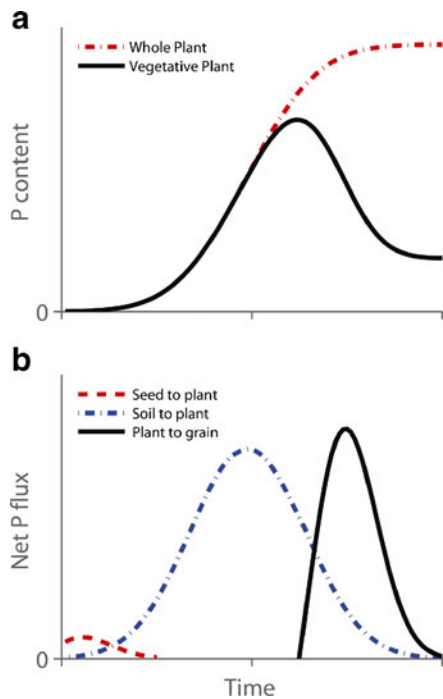 a
Whole Plant
Vegetative Plant
P content
0
b
Seed to plant
Soil to plant
Plant to grain
Net P flux
0
Time